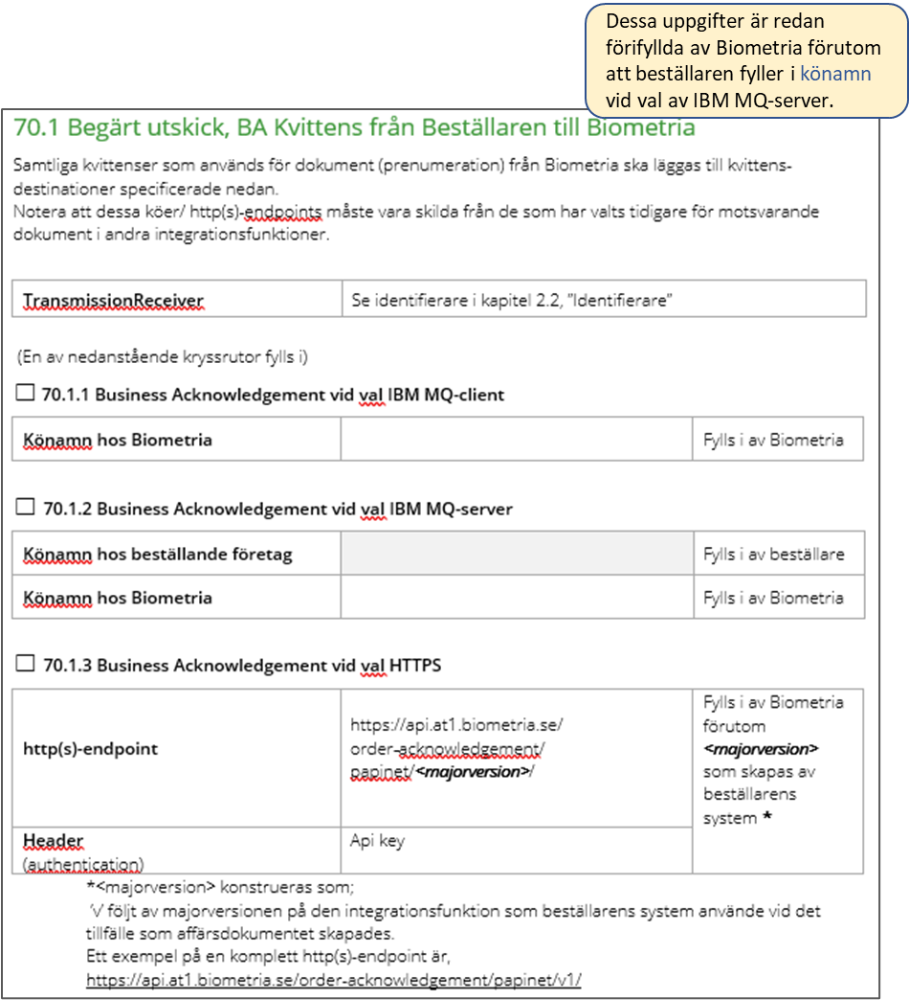 Dessa uppgifter är redan
förifyllda av Biometria förutom
att beställaren fyller i könamn
vid val av IBM MQ-server.
70.1 Begärt utskick, BA Kvittens från Beställaren till Biometria
Samtliga kvittenser som används för dokument (prenumeration) från Biometria ska läggas till kvittens-
destinationer specificerade nedan.
Notera att dessa köer/ http(s)-endpoints måste vara skilda från de som har valts tidigare för motsvarande
dokument i andra integrationsfunktioner.
TransmissionReceiver
Se identifierare i kapitel 2.2, ”Identifierare”
(En av nedanstående kryssrutor fylls i)
☐ 70.1.1 Business Acknowledgement vid val IBM MQ-client
Könamn hos Biometria
Fylls i av Biometria
☐ 70.1.2 Business Acknowledgement vid val IBM MQ-server
Könamn hos beställande företag
Fylls i av beställare
Könamn hos Biometria
Fylls i av Biometria
☐ 70.1.3 Business Acknowledgement vid val HTTPS
http(s)-endpoint
https://api.at1.biometria.se/
order-acknowledgement/
papinet/<majorversion>/
Fylls i av Biometria
förutom
<majorversion>
som skapas av
beställarens
system *
Header
(authentication)
Api key
*<majorversion> konstrueras som;
‘v’ följt av majorversionen på den integrationsfunktion som beställarens system använde vid det
tillfälle som affärsdokumentet skapades.
Ett exempel på en komplett http(s)-endpoint är,
https://api.at1.biometria.se/order-acknowledgement/papinet/v1/